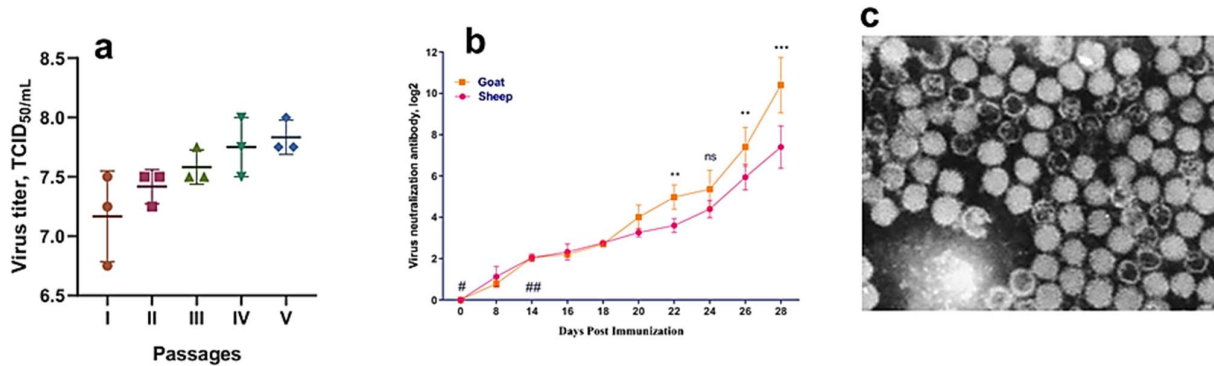 a
8.5
8.0
7.5
7.0
6.5
Virus titer, TCID50/mL
I II III IV V
Passages
b
12
10
8
6
4
2
0
Virus neutralization antibody, log2
Goat
Sheep
***
**
ns
**
# ##
0 8 14 16 18 20 22 24 26 28
Days Post Immunization
c